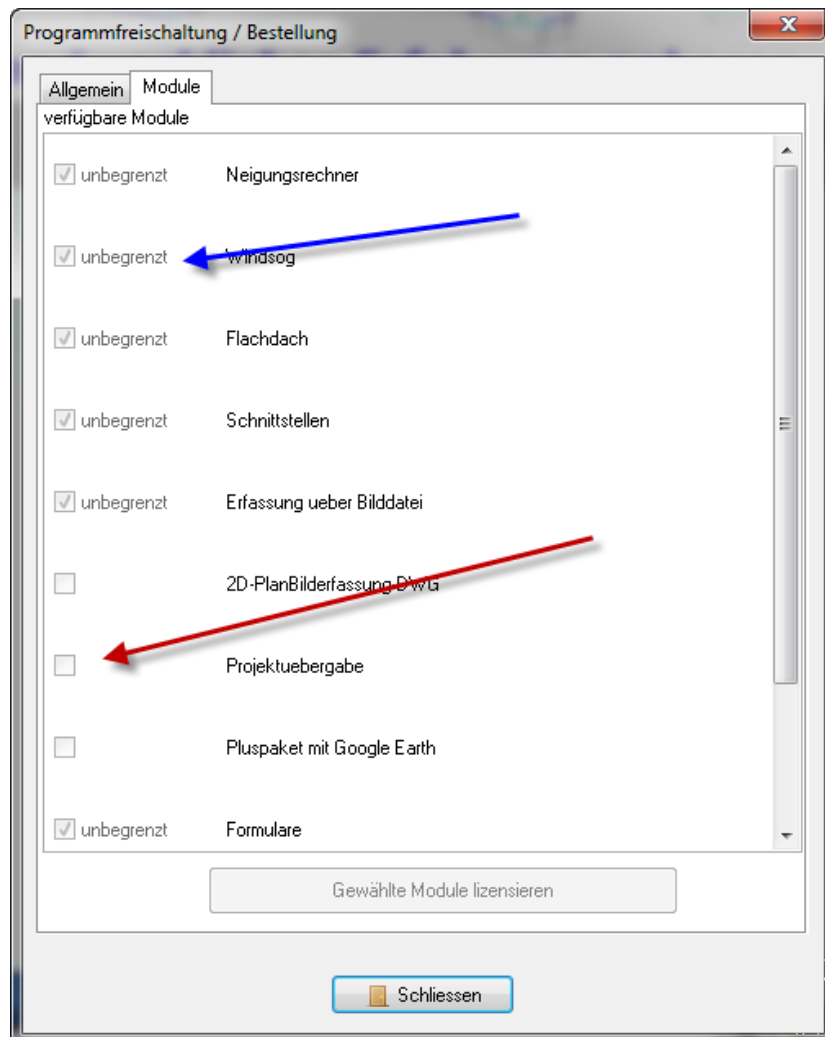 Programmfreischaltung / Bestellung
Allgemein Module
verfügbare Module
unbegrenzt Neigungsrechner
unbegrenzt Windsog
unbegrenzt Flachdach
unbegrenzt Schnittstellen
unbegrenzt Erfassung ueber Bilddatei
2D-PlanBilderfassung DWG
Projektuebergabe
Pluspaket mit Google Earth
unbegrenzt Formulare
Gewählte Module lizensieren
Schliessen